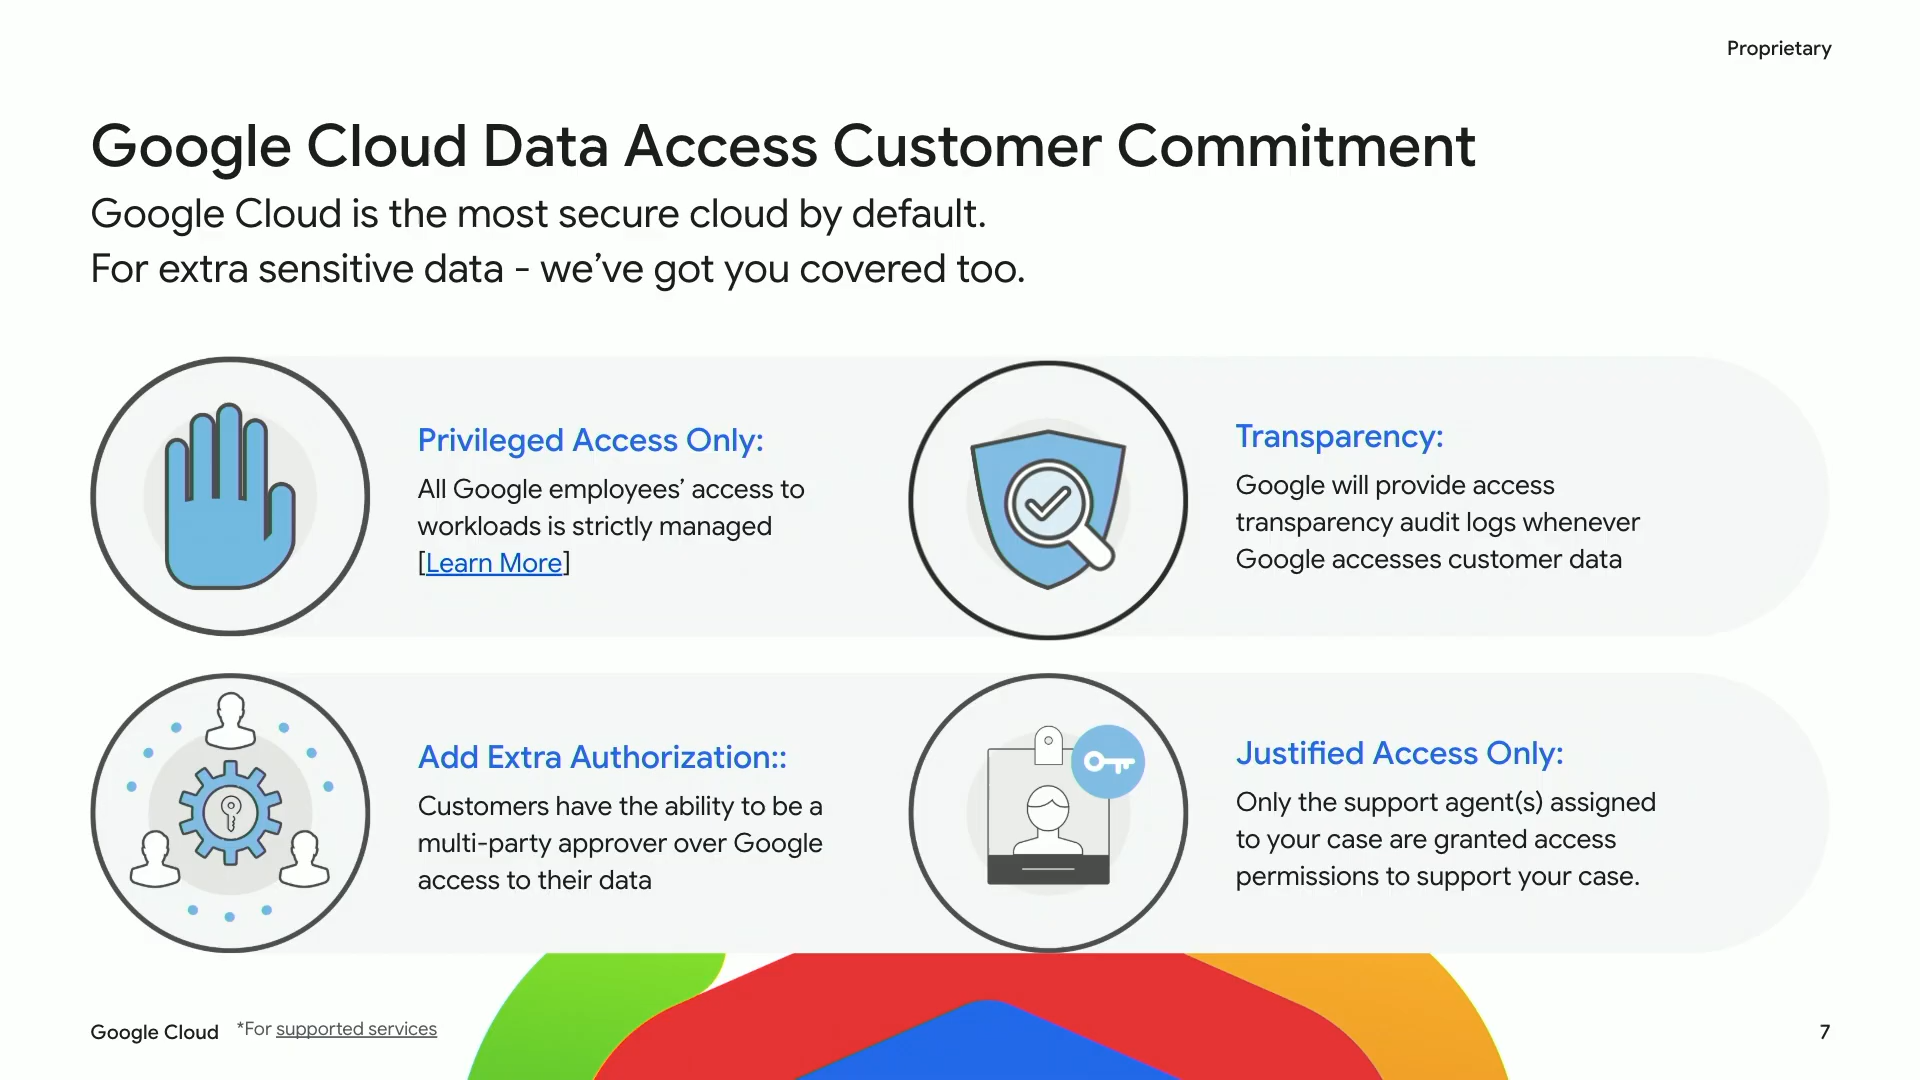 Proprietary
Google Cloud Data Access Customer Commitment
Google Cloud is the most secure cloud by default.
For extra sensitive data - we’ve got you covered too.
Privileged Access Only:
All Google employees’ access to
workloads is strictly managed
[Learn More]
Transparency:
Google will provide access
transparency audit logs whenever
Google accesses customer data
Add Extra Authorization::
Customers have the ability to be a
multi-party approver over Google
access to their data
Justified Access Only:
Only the support agent(s) assigned
to your case are granted access
permissions to support your case.
Google Cloud *For supported services
7